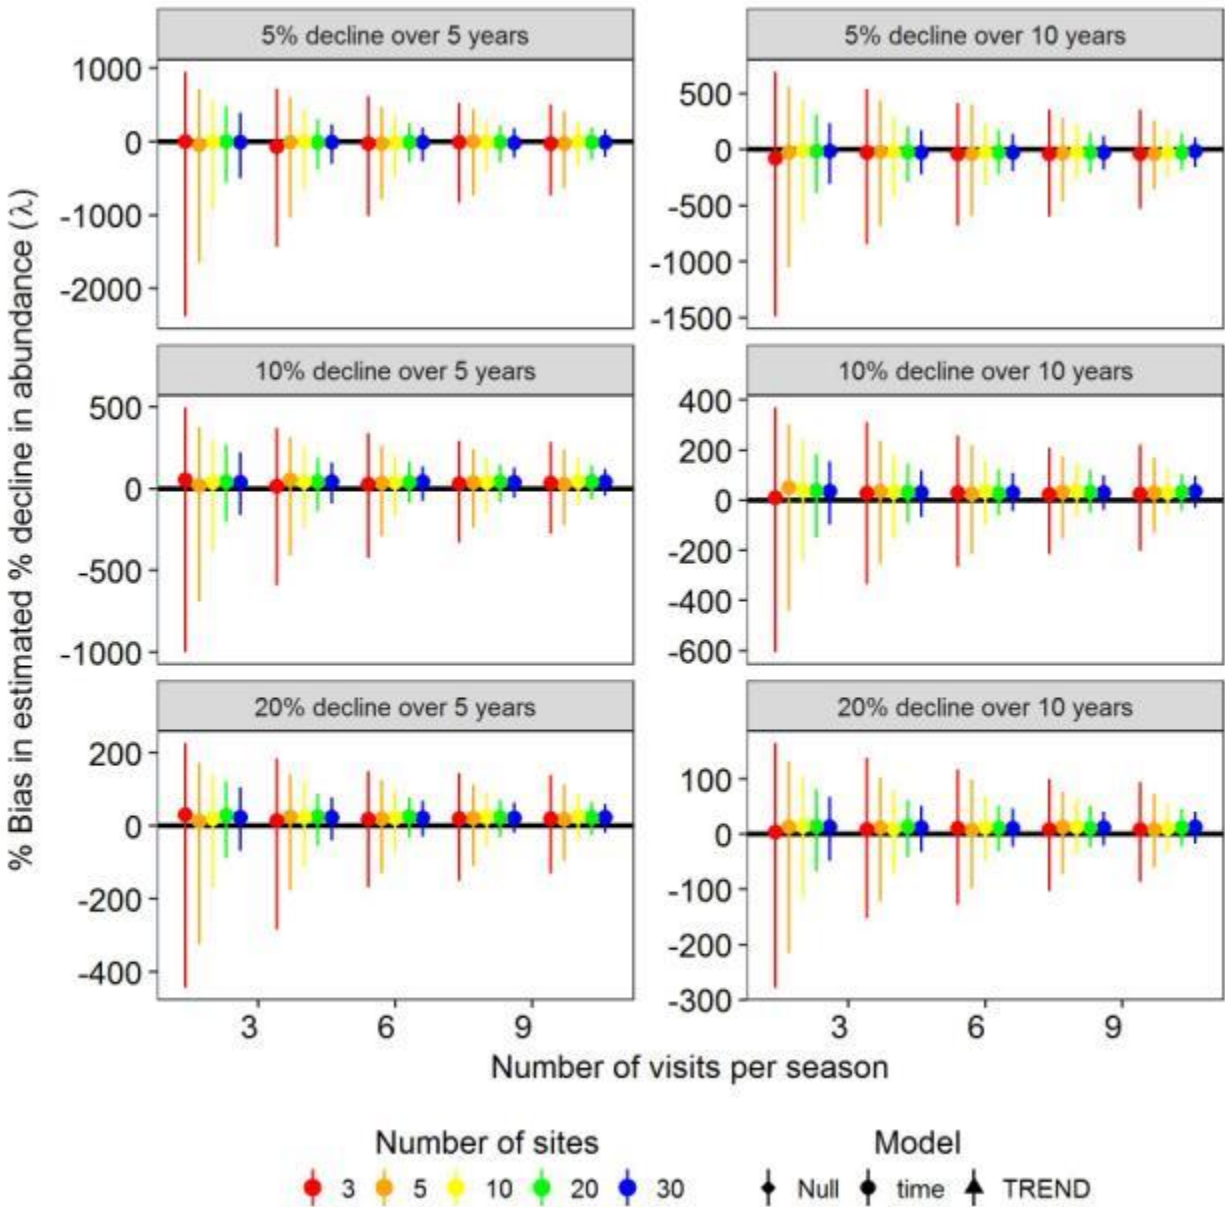 5% decline over 5 years
5% decline over 10 years
1000
0
-1000
-2000
500
0
-500
-1000
-1500
% Bias in estimated % decline in abundance (λ)
10% decline over 5 years
10% decline over 10 years
500
0
-500
-1000
400
200
0
-200
-400
-600
20% decline over 5 years
20% decline over 10 years
200
0
-200
-400
100
0
-100
-200
-300
3 6 9
3 6 9
Number of visits per season
Number of sites
3 5 10 20 30
Model
Null time TREND